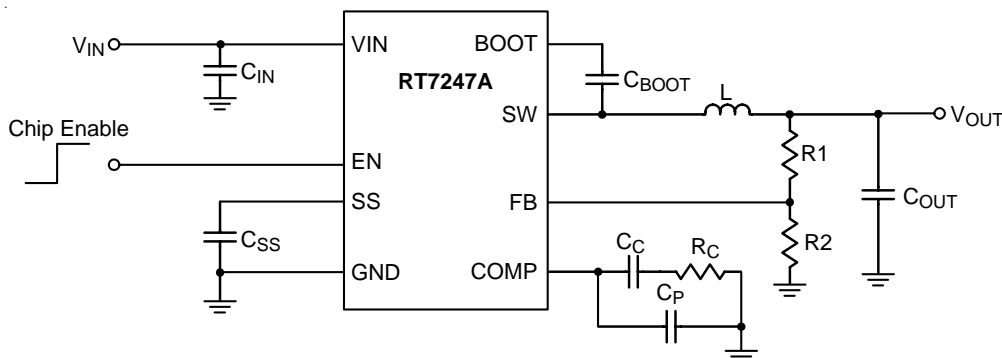 VIN
CIN
VIN
BOOT
RT7247A
CBOOT
SW
L
VOUT
Chip Enable
EN
R1
SS
FB
COUT
CSS
R2
GND
COMP
CC
RC
CP